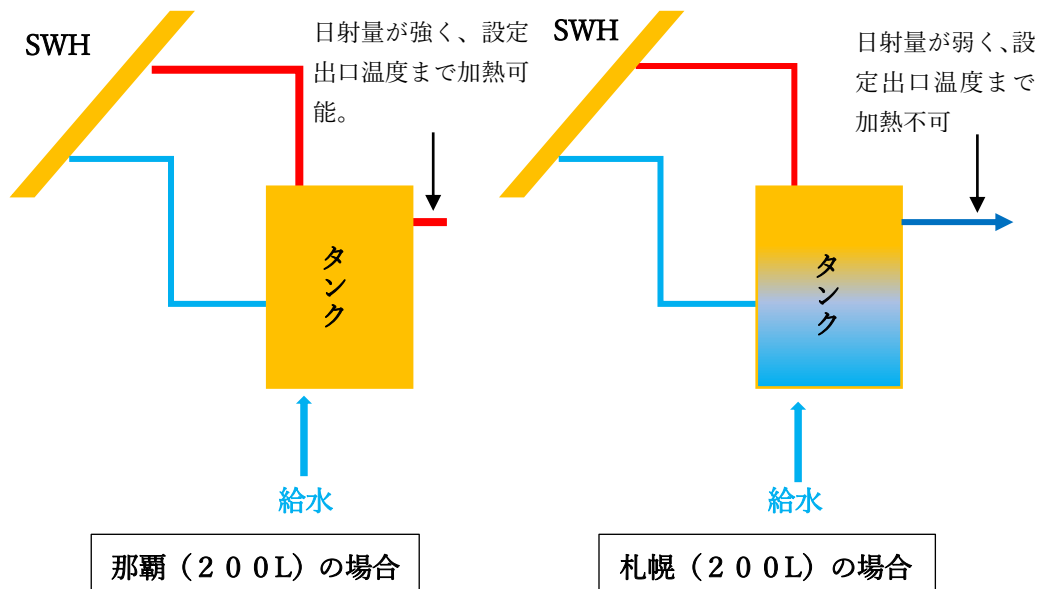 SWH
日射量が強く、設定
出口温度まで加熱可
能。
タンク
給水
那覇（２００L）の場合
SWH
日射量が弱く、設
定出口温度まで
加熱不可
タンク
給水
札幌（２００L）の場合